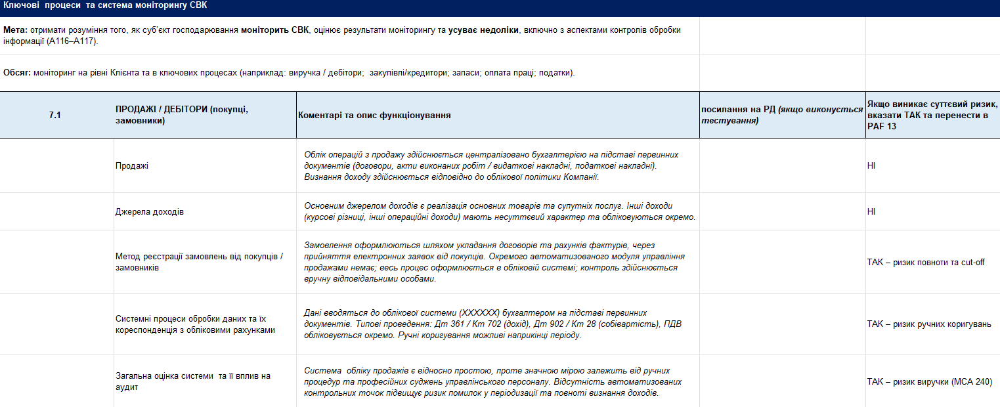 Ключові  процеси  та система моніторингу СВК
Мета: отримати розуміння того, як суб’єкт господарювання моніторить СВК, оцінює результати моніторингу та усуває недоліки, включно з аспектами контролів обробки
інформації (A116–A117).
Обсяг: моніторинг на рівні Клієнта та в ключових процесах (наприклад: виручка / дебітори;  закупівлі/кредитори; запаси; оплата праці; податки).
7.1
ПРОДАЖІ / ДЕБІТОРИ (покупці,
замовники)
Коментарі та опис функціонування
посилання на РД (якщо виконується
тестування)
Якщо виникає суттєвий ризик,
вказати ТАК та перенести в
PAF 13
Продажі
Облік операцій з продажу здійснюється централізовано бухгалтерією на підставі первинних
документів (договори, акти виконаних робіт / видаткові накладні, податкові накладні).
Визнання доходу здійснюється відповідно до облікової політики Компанії.
НІ
Джерела доходів
Основним джерелом доходів є реалізація основних товарів та супутніх послуг. Інші доходи
(курсові різниці, інші операційні доходи) мають несуттєвий характер та обліковуються окремо.
НІ
Метод реєстрації замовлень від покупців /
замовників
Замовлення оформлюються шляхом укладання договорів та рахунків фактурів, через
прийняття електронних заявок від покупців. Окремого автоматизованого модуля управління
продажами немає; весь процес оформлюється в обліковій системі; контроль здійснюється
вручну відповідальними особами.
ТАК – ризик повноти та cut-off
Системні процеси обробки даних та їх
кореспонденція з обліковими рахунками
Дані вводяться до облікової системи (ХХХХХХ) бухгалтером на підставі первинних
документів. Типові проведення: Дт 361 / Кт 702 (дохід), Дт 902 / Кт 28 (собівартість), ПДВ
обліковується окремо. Ручні коригування можливі наприкінці періоду.
ТАК – ризик ручних коригувань
Загальна оцінка системи  та її вплив на
аудит
Система  обліку продажів є відносно простою, проте значною мірою залежить від ручних
процедур та професійних суджень управлінського персоналу. Відсутність автоматизованих
контрольних точок підвищує ризик помилок у періодизації та повноті визнання доходів.
ТАК – ризик виручки (МСА 240)